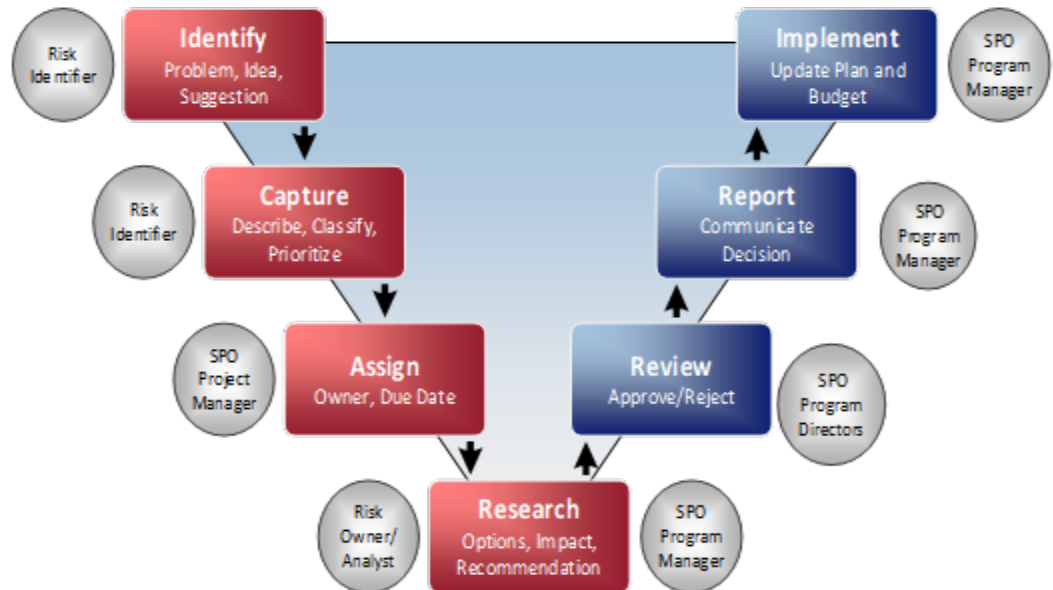 Risk
Identifier
Identify
Problem, Idea,
Suggestion
Implement
Update Plan and
Budget
SPO
Program
Manager
Risk
Identifier
Capture
Describe, Classify,
Prioritize
Report
Communicate
Decision
SPO
Program
Manager
SPO
Project
Manager
Assign
Owner, Due Date
Review
Approve/Reject
SPO
Program
Directors
Risk
Owner/
Analyst
Research
Options, Impact,
Recommendation
SPO
Program
Manager